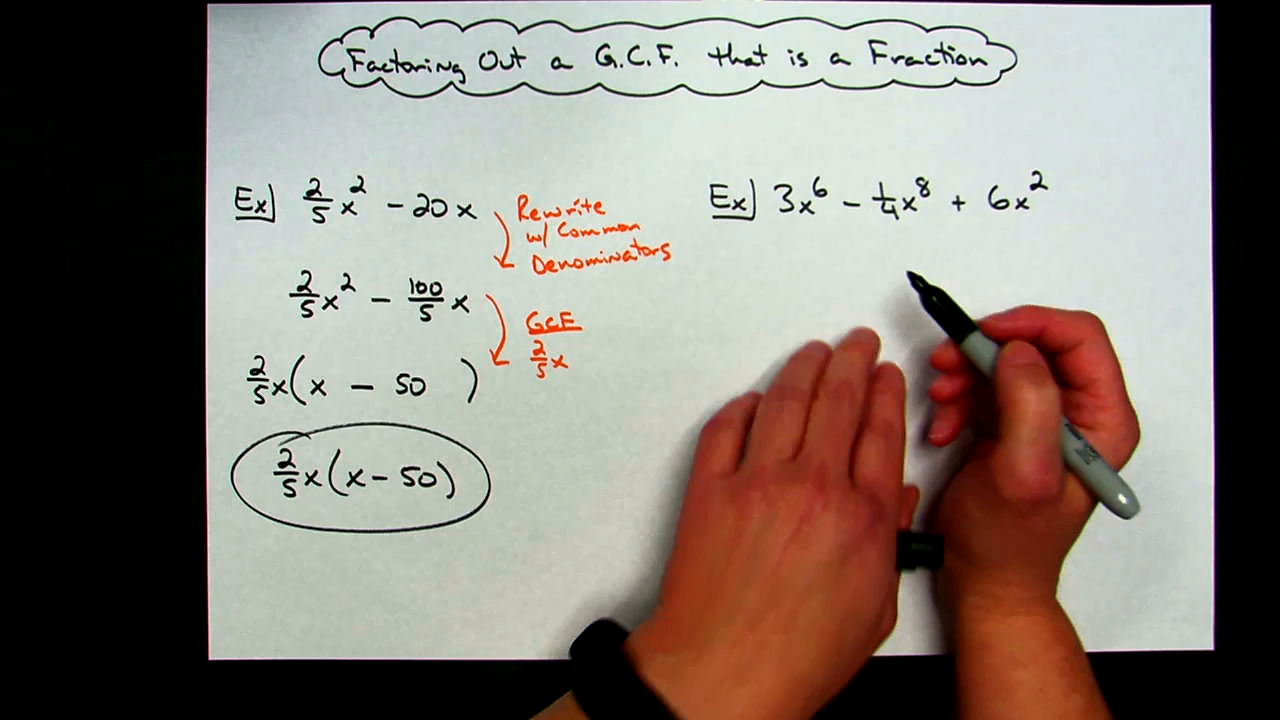 Factoring Out a G.C.F. that is a Fraction
Ex] 2/5 x² - 20x
Rewrite
w/ Common
Denominators
2/5 x² - 100/5 x
GCF
2/5 x
2/5 x(x - 50 )
2/5 x(x - 50)
Ex] 3x⁶ - 1/4 x⁸ + 6x²